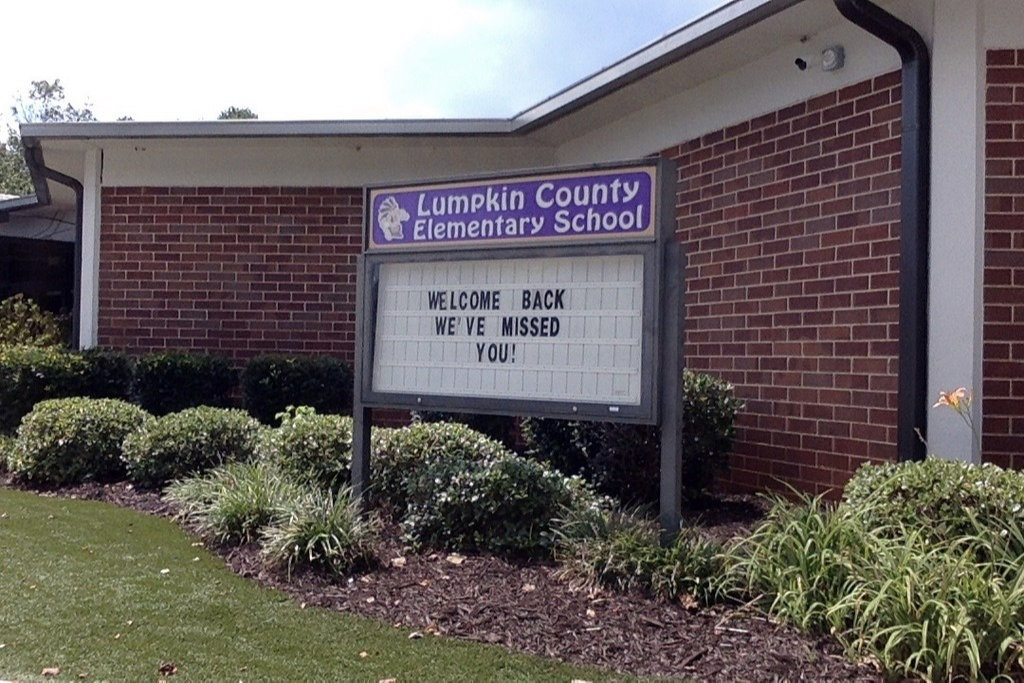 Lumpkin County
Elementary School
WELCOME BACK
WE'VE MISSED
YOU!